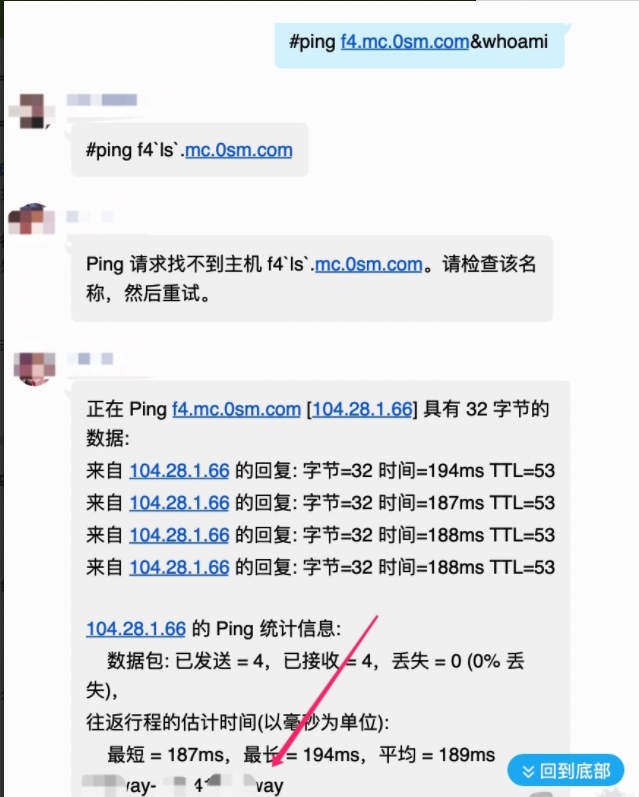 #ping f4.mc.0sm.com&whoami
#ping f4`ls`.mc.0sm.com
Ping 请求找不到主机 f4`ls`.mc.0sm.com。请检查该名
称，然后重试。
正在 Ping f4.mc.0sm.com [104.28.1.66] 具有 32 字节的
数据:
来自 104.28.1.66 的回复: 字节=32 时间=194ms TTL=53
来自 104.28.1.66 的回复: 字节=32 时间=187ms TTL=53
来自 104.28.1.66 的回复: 字节=32 时间=188ms TTL=53
来自 104.28.1.66 的回复: 字节=32 时间=188ms TTL=53
104.28.1.66 的 Ping 统计信息:
数据包: 已发送 = 4，已接收 = 4，丢失 = 0 (0% 丢
失)，
往返行程的估计时间(以毫秒为单位):
最短 = 187ms，最长 = 194ms，平均 = 189ms
回到底部